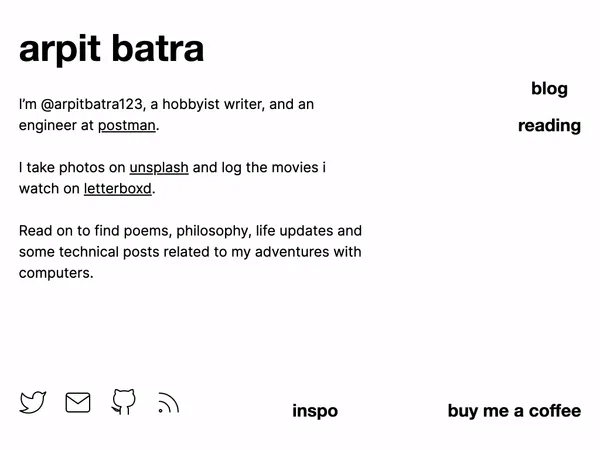 arpit batra
blog
I'm @arpitbatra123, a hobbyist writer, and an
engineer at postman.
reading
I take photos on unsplash and log the movies i
watch on letterboxd.
Read on to find poems, philosophy, life updates and
some technical posts related to my adventures with
computers.
inspo
buy me a coffee